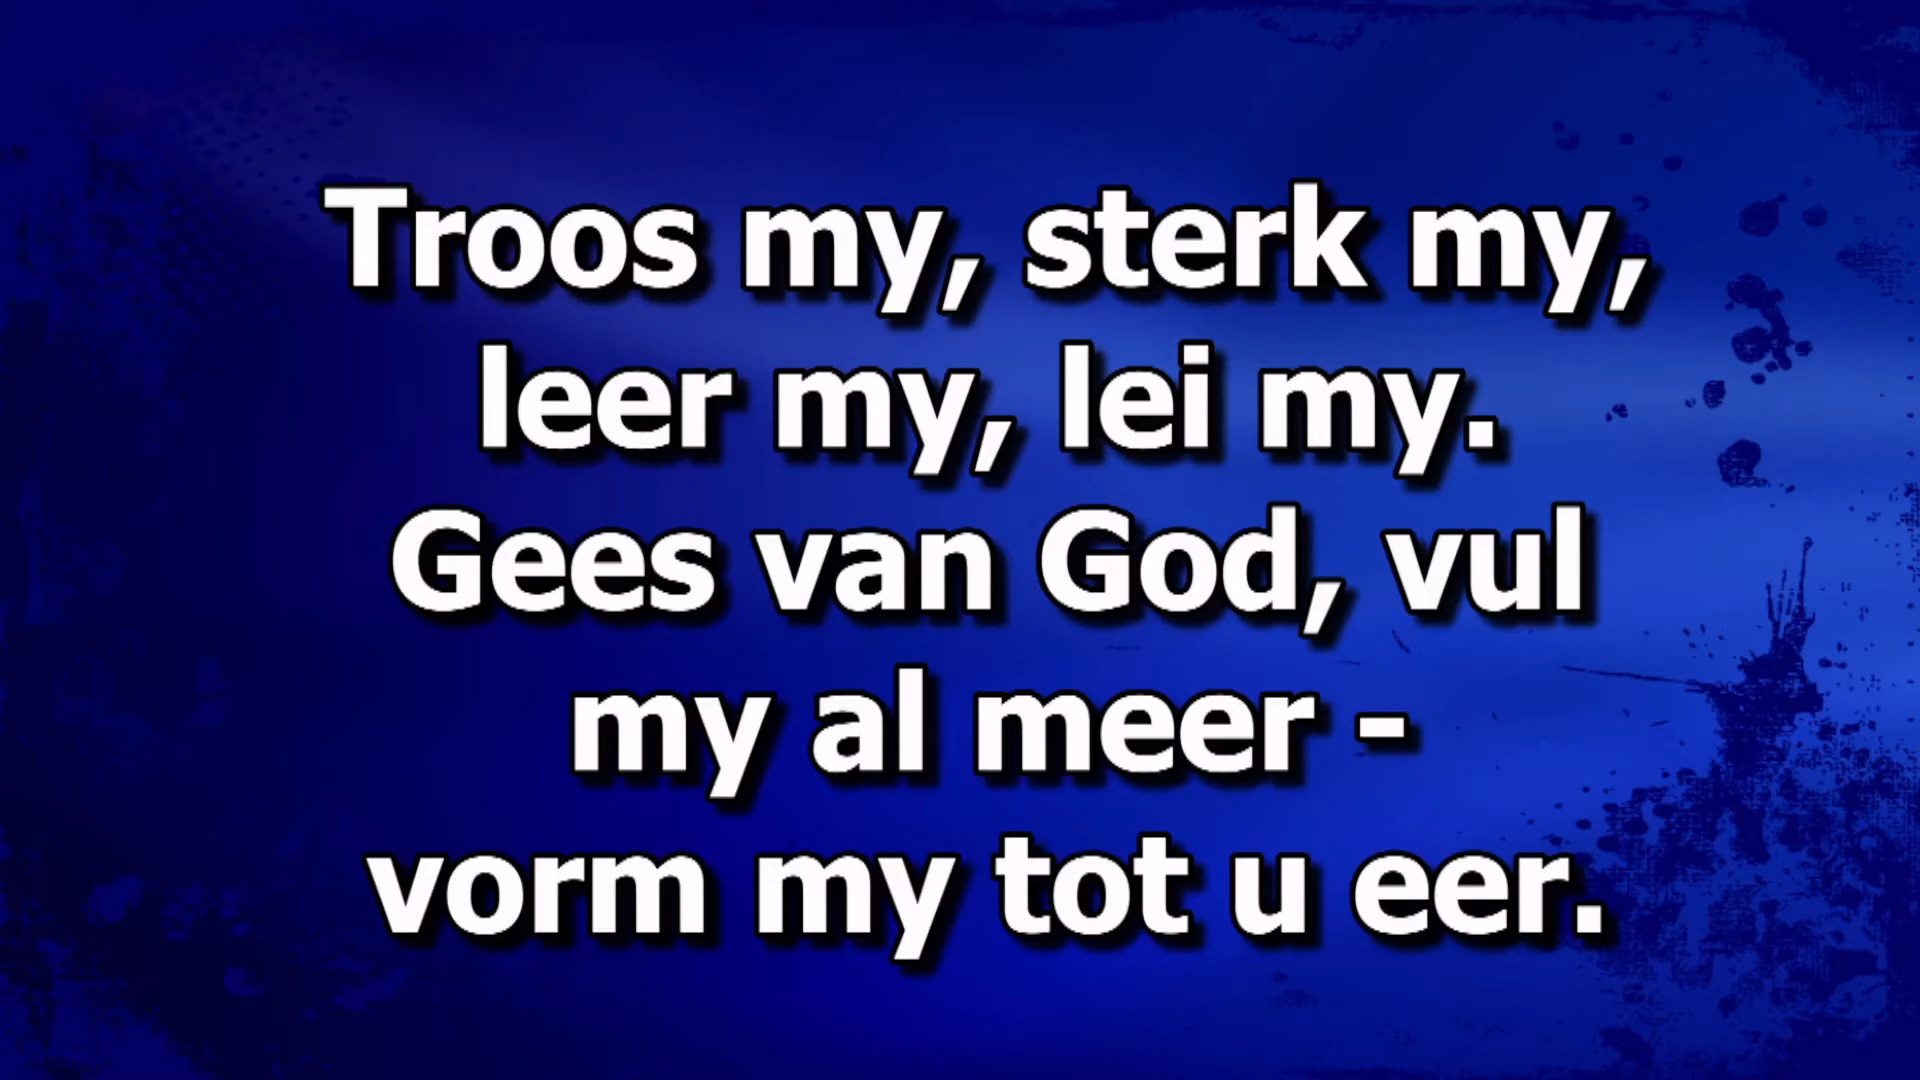 Troos my, sterk my,
leer my, lei my.
Gees van God, vul
my al meer -
vorm my tot u eer.